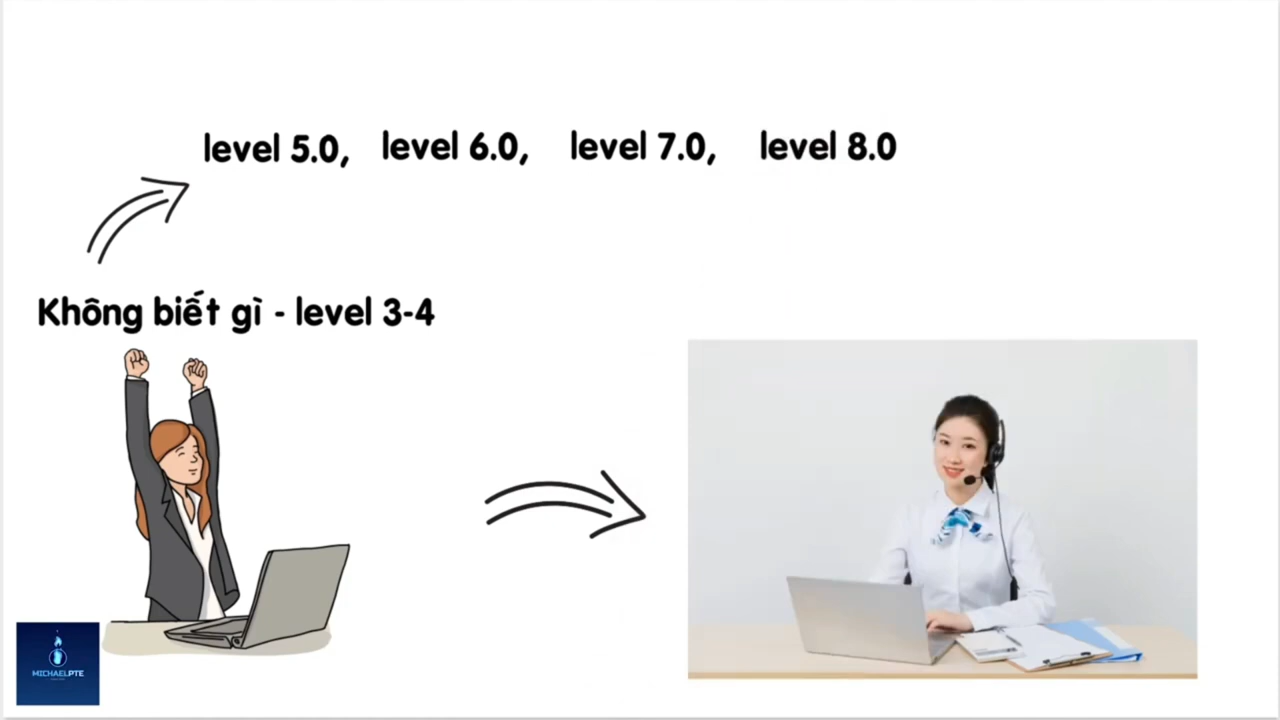 level 5.0, level 6.0, level 7.0, level 8.0
Không biết gì - level 3-4
MICHAELPTE